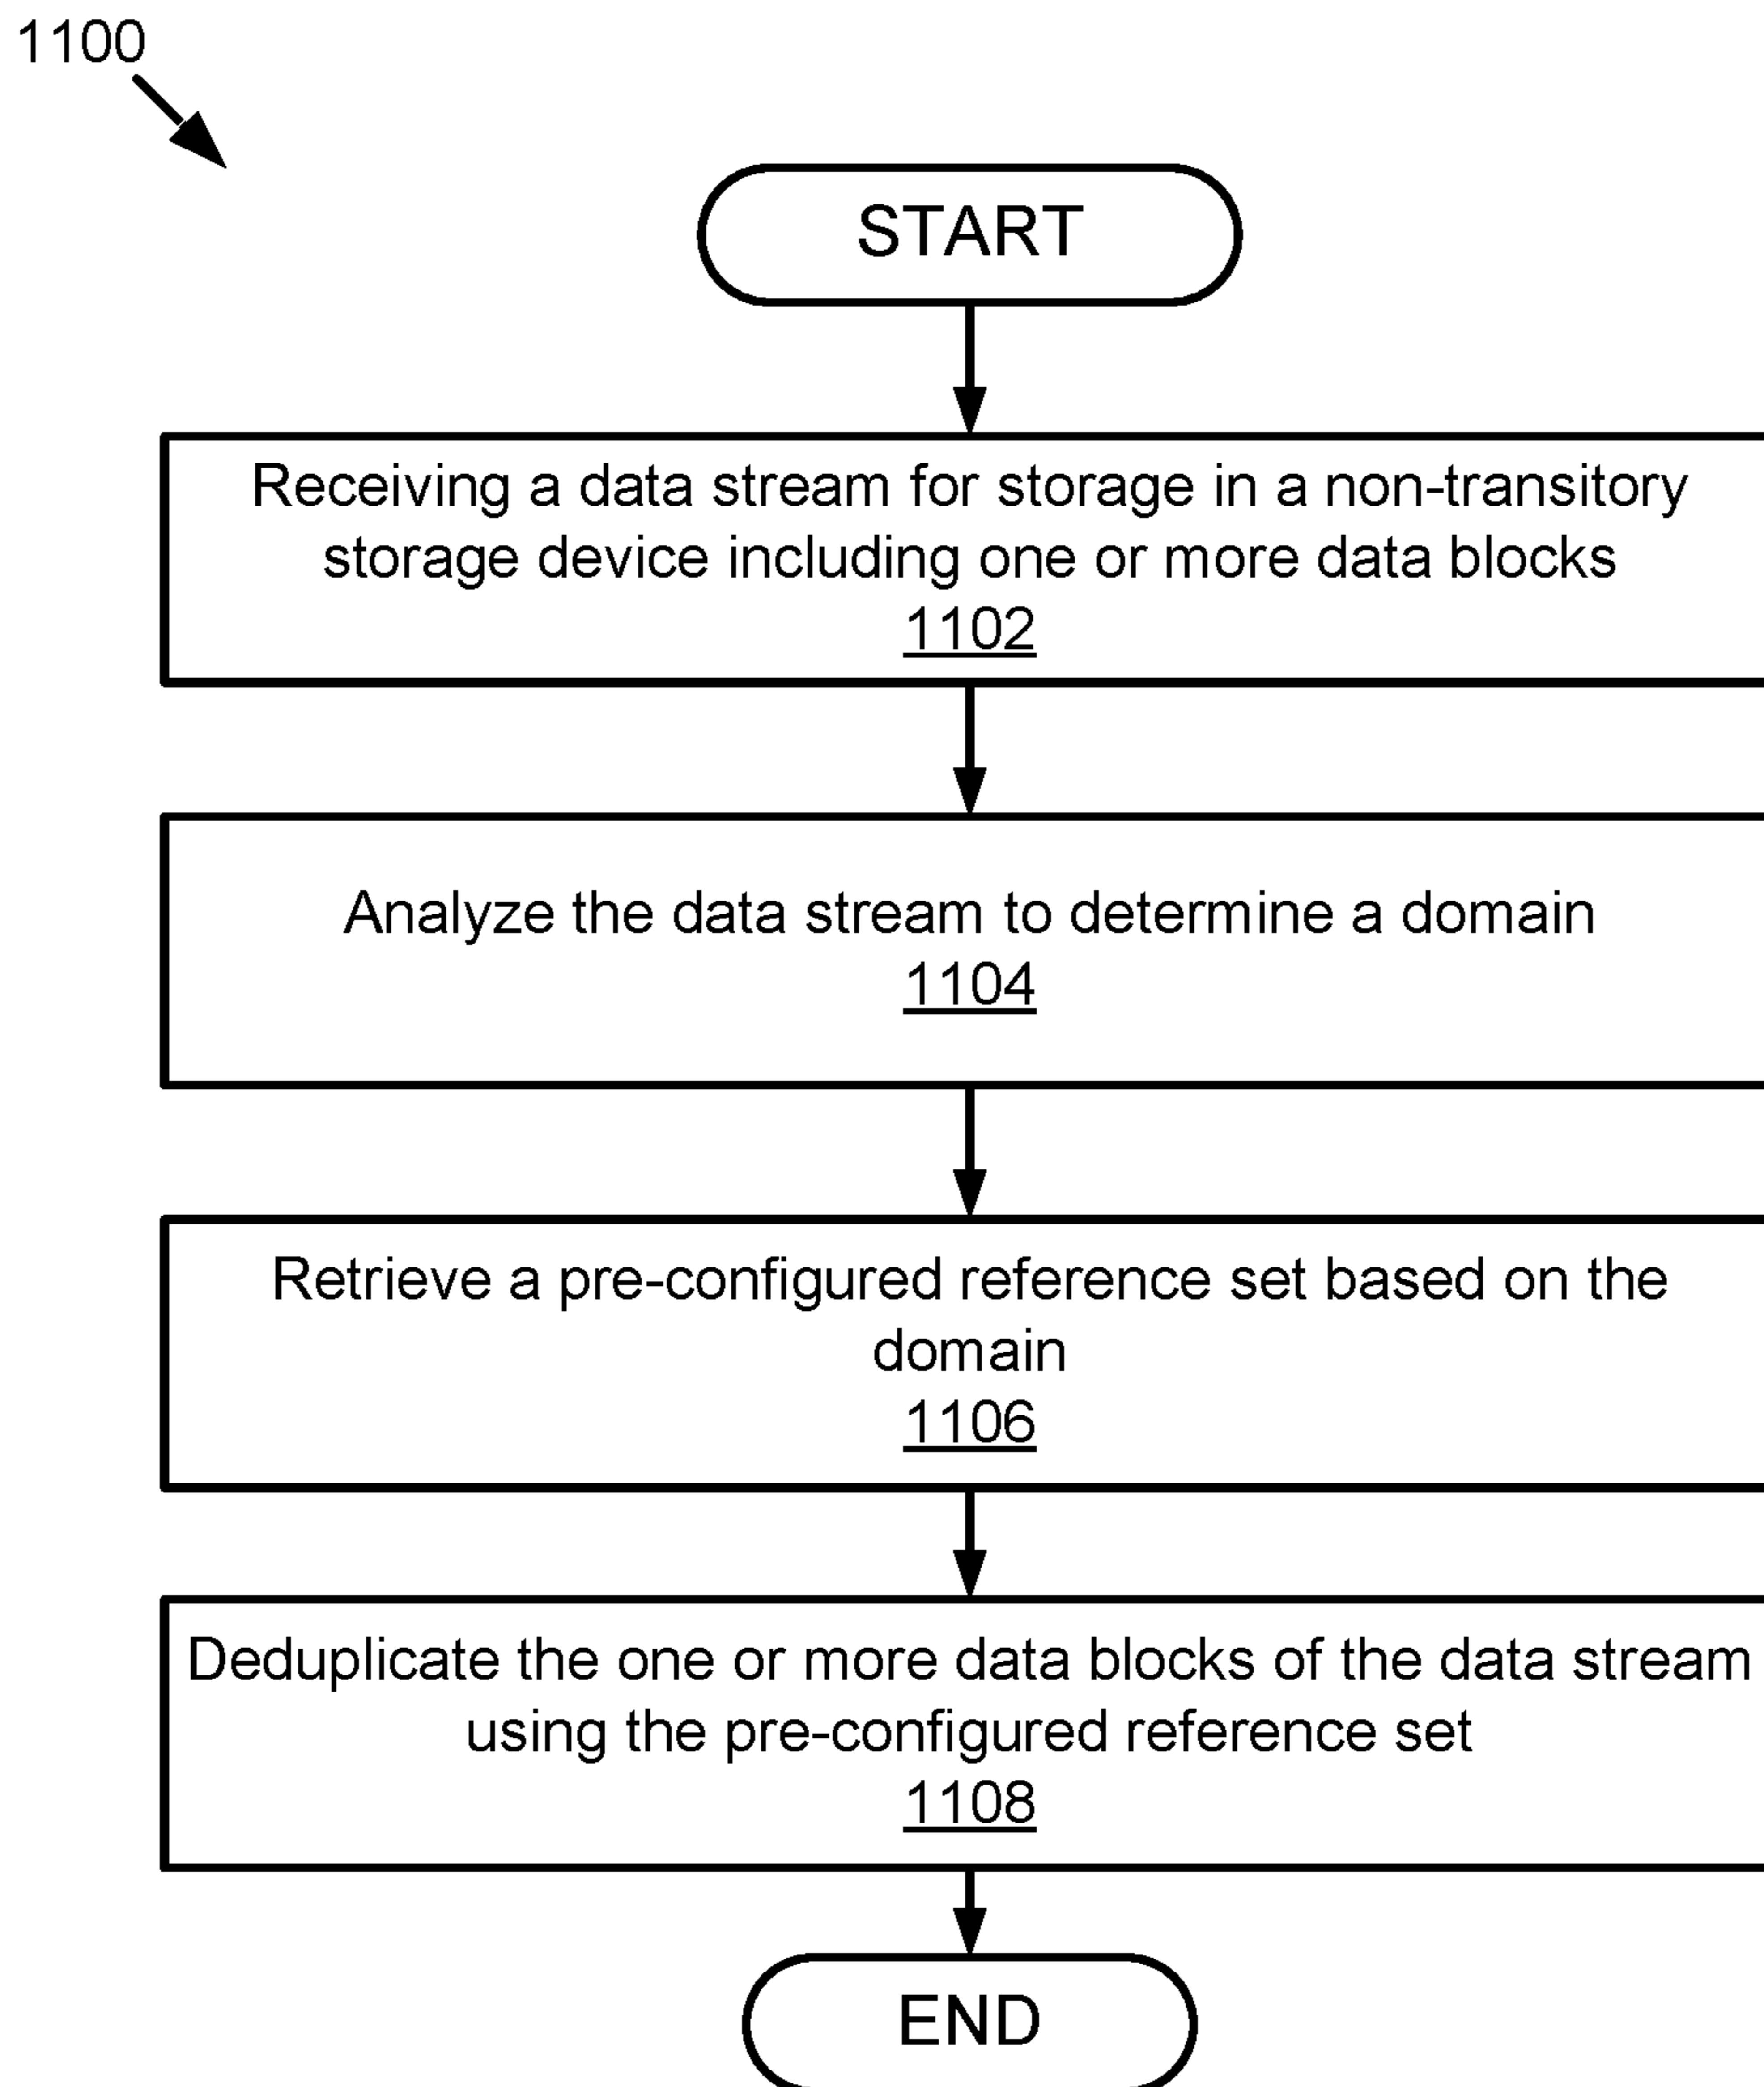 1100
START
Receiving a data stream for storage in a non-transitory
storage device including one or more data blocks
1102
Analyze the data stream to determine a domain
1104
Retrieve a pre-configured reference set based on the
domain
1106
Deduplicate the one or more data blocks of the data stream
using the pre-configured reference set
1108
END